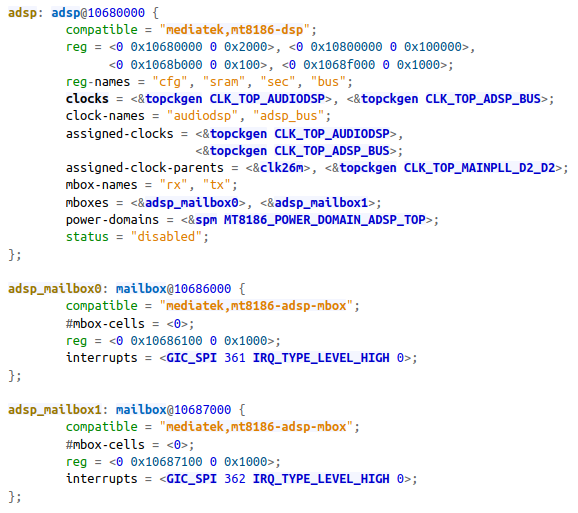 adsp: adsp@10680000 {
compatible = "mediatek,mt8186-dsp";
reg = <0 0x10680000 0 0x2000>, <0 0x10800000 0 0x100000>,
<0 0x1068b000 0 0x100>, <0 0x1068f000 0 0x1000>;
reg-names = "cfg", "sram", "sec", "bus";
clocks = <&topckgen CLK_TOP_AUDIODSP>, <&topckgen CLK_TOP_ADSP_BUS>;
clock-names = "audiodsp", "adsp_bus";
assigned-clocks = <&topckgen CLK_TOP_AUDIODSP>,
<&topckgen CLK_TOP_ADSP_BUS>;
assigned-clock-parents = <&clk26m>, <&topckgen CLK_TOP_MAINPLL_D2_D2>;
mbox-names = "rx", "tx";
mboxes = <&adsp_mailbox0>, <&adsp_mailbox1>;
power-domains = <&spm MT8186_POWER_DOMAIN_ADSP_TOP>;
status = "disabled";
};
adsp_mailbox0: mailbox@10686000 {
compatible = "mediatek,mt8186-adsp-mbox";
#mbox-cells = <0>;
reg = <0 0x10686100 0 0x1000>;
interrupts = <GIC_SPI 361 IRQ_TYPE_LEVEL_HIGH 0>;
};
adsp_mailbox1: mailbox@10687000 {
compatible = "mediatek,mt8186-adsp-mbox";
#mbox-cells = <0>;
reg = <0 0x10687100 0 0x1000>;
interrupts = <GIC_SPI 362 IRQ_TYPE_LEVEL_HIGH 0>;
};